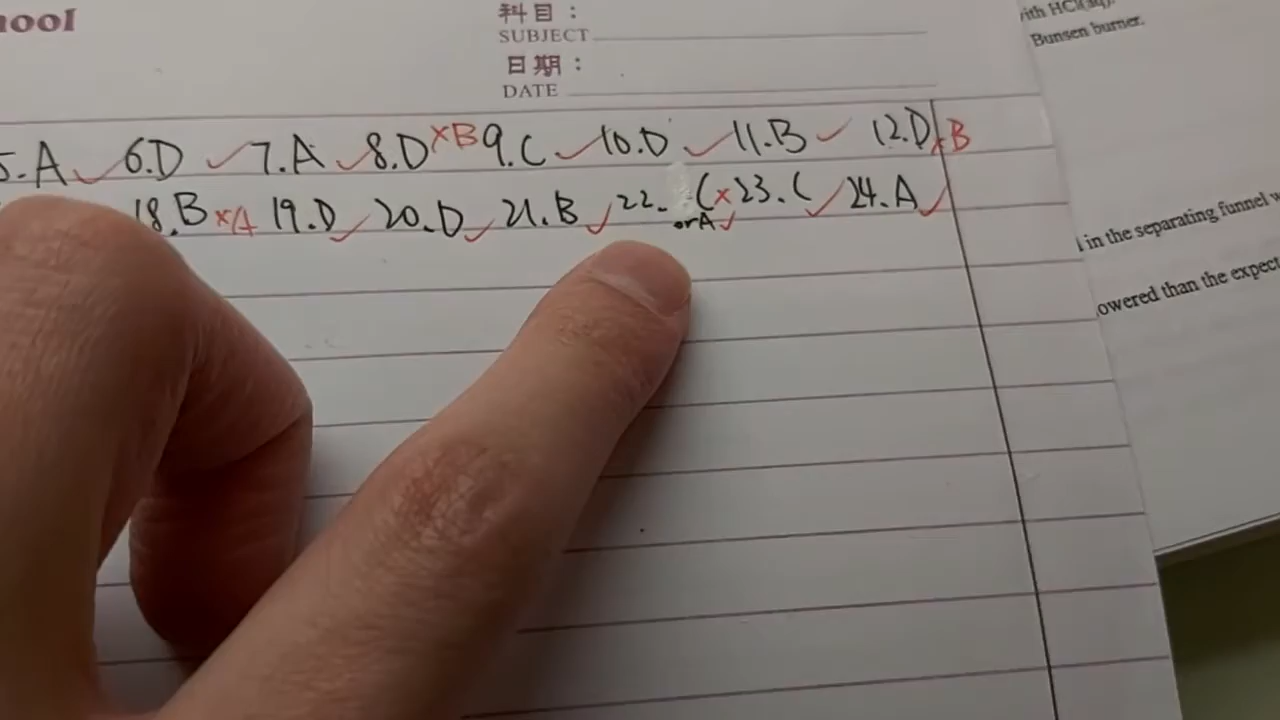 科目：
SUBJECT
日期：
DATE
with HCl(aq).
Bunsen burner.
5.A ✓ 6.D ✓ 7.A ✓ 8.D ×B 9.C ✓ 10.D ✓ 11.B ✓ 12.D × B
18.B ×A 19.D ✓ 20.D ✓ 21.B ✓ 22. C × 23.C ✓ 24.A ✓
or A ✓
in the separating funnel
owered than the expect